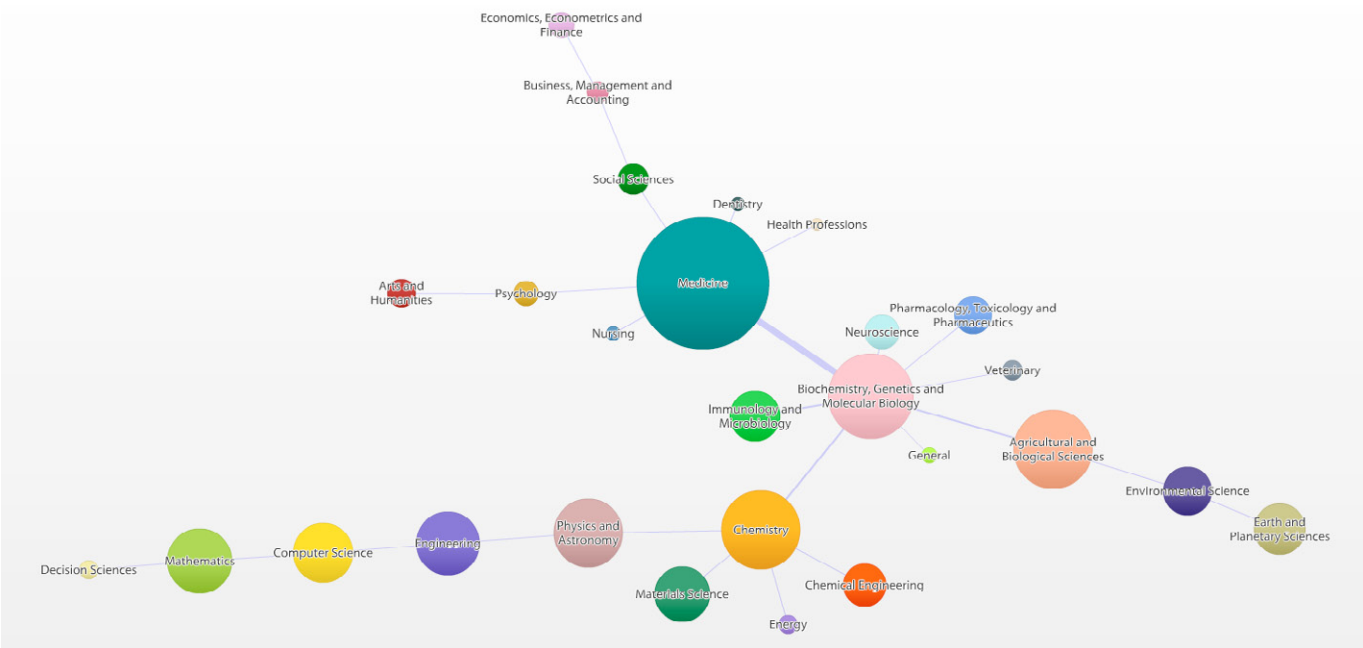 Economics, Econometrics and
Finance
Business, Management and
Accounting
Social Sciences
Dentistry
Health Professions
Medicine
Arts and
Humanities
Psychology
Nursing
Pharmacology, Toxicology and
Pharmaceutics
Neuroscience
Veterinary
Biochemistry, Genetics and
Molecular Biology
Immunology and
Microbiology
General
Agricultural and
Biological Sciences
Environmental Science
Earth and
Planetary Sciences
Physics and
Astronomy
Chemistry
Engineering
Computer Science
Mathematics
Decision Sciences
Materials Science
Chemical Engineering
Energy